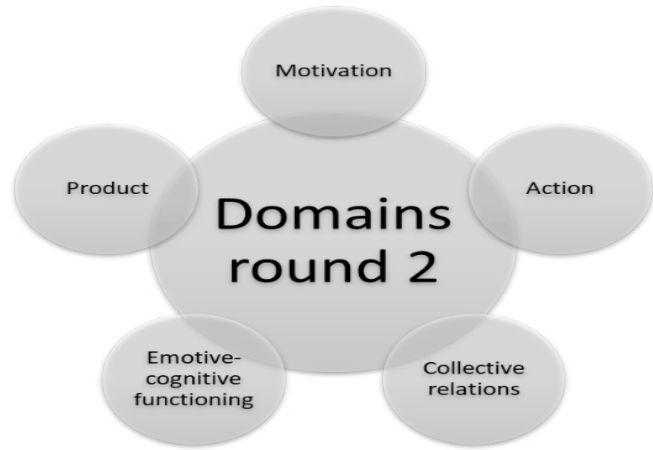 Motivation
Product
Action
Domains
round 2
Emotive-
cognitive
functioning
Collective
relations